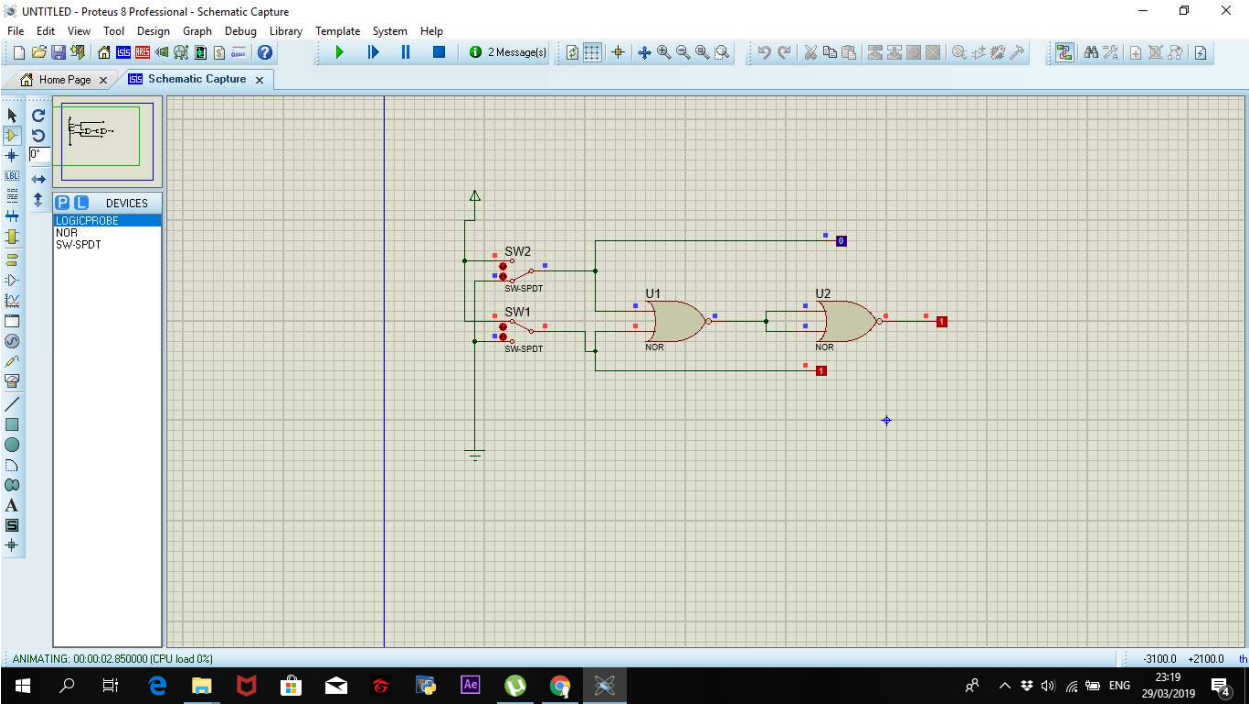 UNTITLED - Proteus 8 Professional - Schematic Capture
File Edit View Tool Design Graph Debug Library Template System Help
2 Message(s)
Home Page Schematic Capture
0°
P L DEVICES
LOGICPROBE
NOR
SW-SPDT
SW2
SW-SPDT
SW1
SW-SPDT
0
U1
NOR
U2
NOR
1
1
ANIMATING: 00:00:02.850000 (CPU load 0%)
-3100.0 +2100.0 th
ENG
23:19
29/03/2019
4